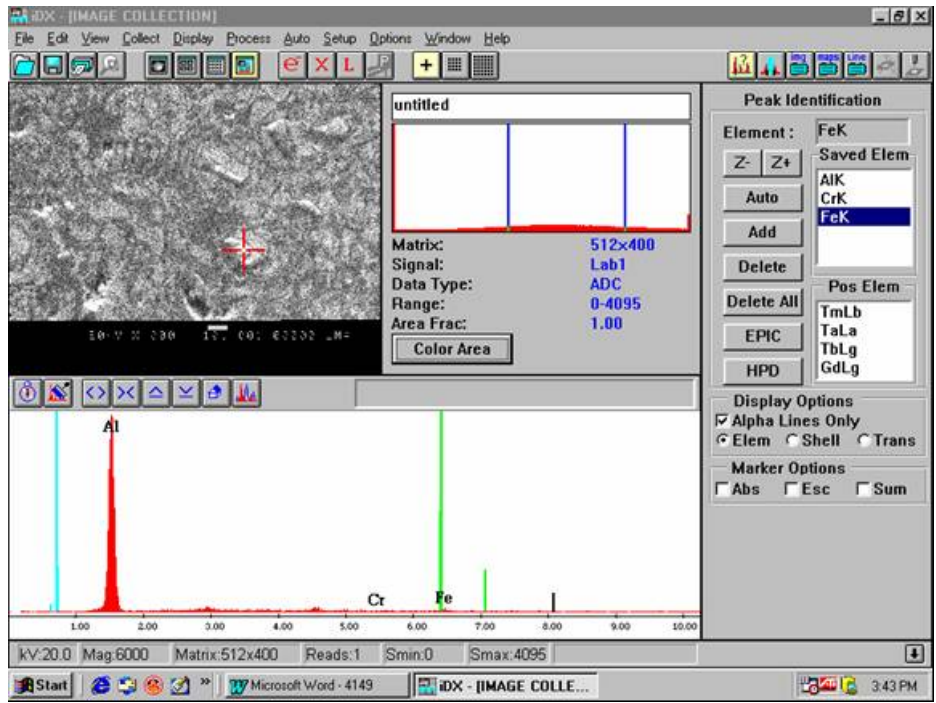 iDX - [IMAGE COLLECTION]
File Edit View Collect Display Process Auto Setup Options Window Help
e X L img maps Line
untitled
Matrix: 512x400
Signal: Lab1
Data Type: ADC
Range: 0-4095
Area Frac: 1.00
Color Area
Peak Identification
Element : FeK
Z- Z+
Auto
Add
Delete
Delete All
EPIC
HPD
Saved Elem
AlK
CrK
FeK
Pos Elem
TmLb
TaLa
TbLg
GdLg
Display Options
Alpha Lines Only
Elem Shell Trans
Marker Options
Abs Esc Sum
Al
Cr Fe
1.00 2.00 3.00 4.00 5.00 6.00 7.00 8.00 9.00 10.00
kV:20.0 Mag:6000 Matrix:512x400 Reads:1 Smin:0 Smax:4095
Start » Microsoft Word - 4149 iDX - [IMAGE COLLE... 3:43 PM